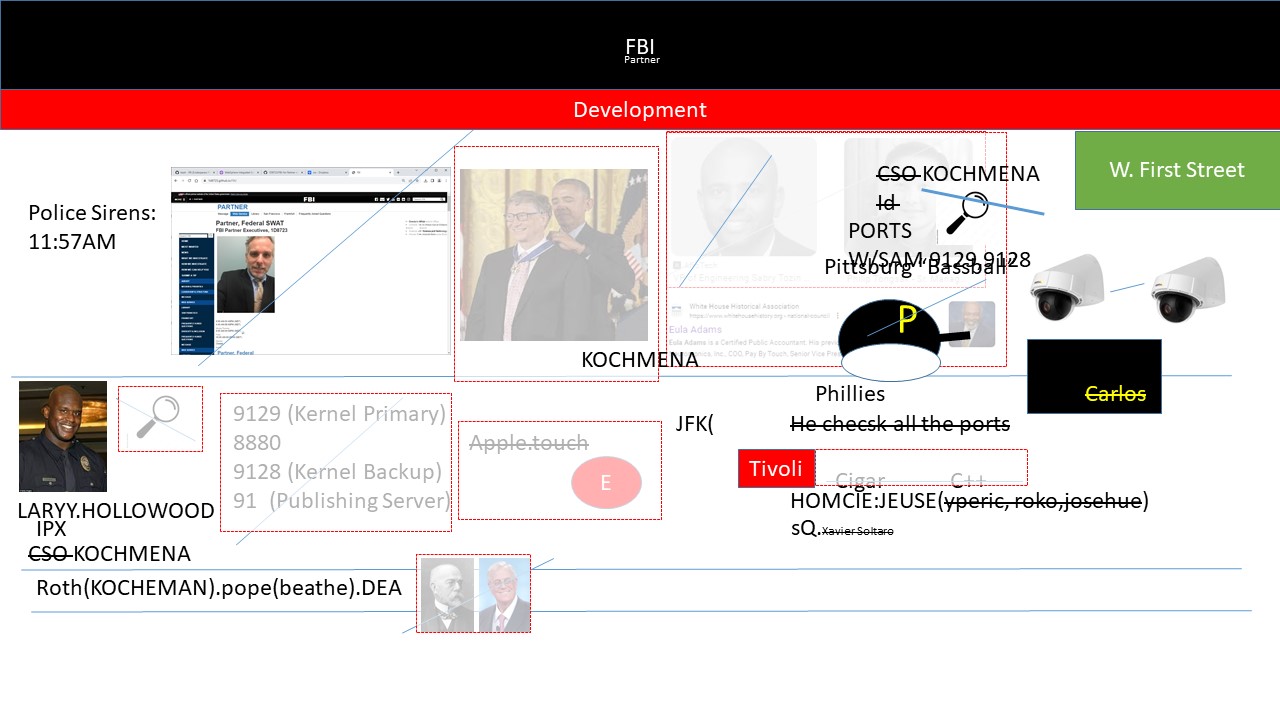 FBI
Partner
Development
W. First Street
Police Sirens:
11:57AM
FBI
PARTNER
Partner, Federal SWAT
FBI Partner Executives, 1D8723
Partner, Federal
CSO KOCHMENA
Id
PORTS
W/SAM 9129,9128
Pittsburg "Bassball"
White House Historical Association
Eula Adams
Eula Adams is a Certified Public Accountant. His
Inc., COO, Pay By Touch, Senior Vice
P
KOCHMENA
Phillies
Carlos
9129 (Kernel Primary)
8880
9128 (Kernel Backup)
91 (Publishing Server)
Apple.touch
E
JFK(
He checsk all the ports
Tivoli
Cigar C++
HOMCIE:JEUSE(yperic, roko,josehue)
sQ.Xavier Soltaro
LARYY.HOLLOWOOD
IPX
CSO KOCHMENA
Roth(KOCHEMAN).pope(beathe).DEA